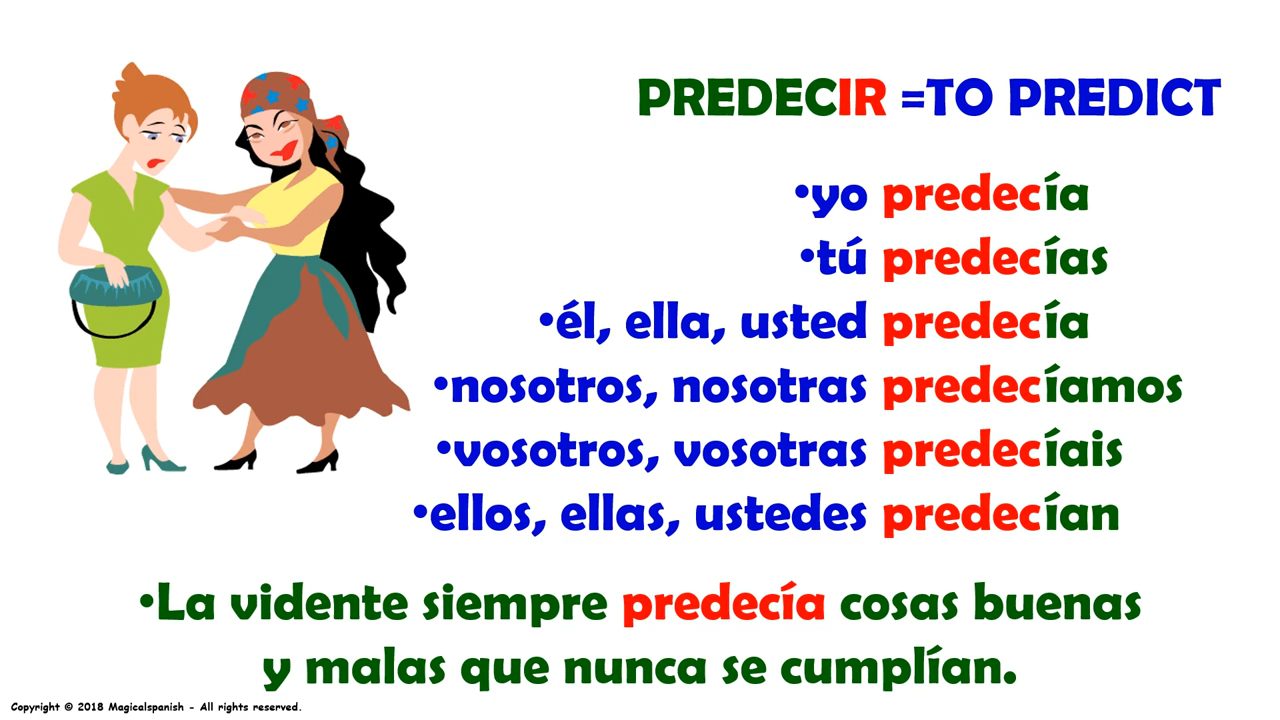 PREDECIR =TO PREDICT
•yo predecía
•tú predecías
•él, ella, usted predecía
•nosotros, nosotras predecíamos
•vosotros, vosotras predecíais
•ellos, ellas, ustedes predecían
•La vidente siempre predecía cosas buenas
y malas que nunca se cumplían.
Copyright © 2018 Magicalspanish - All rights reserved.